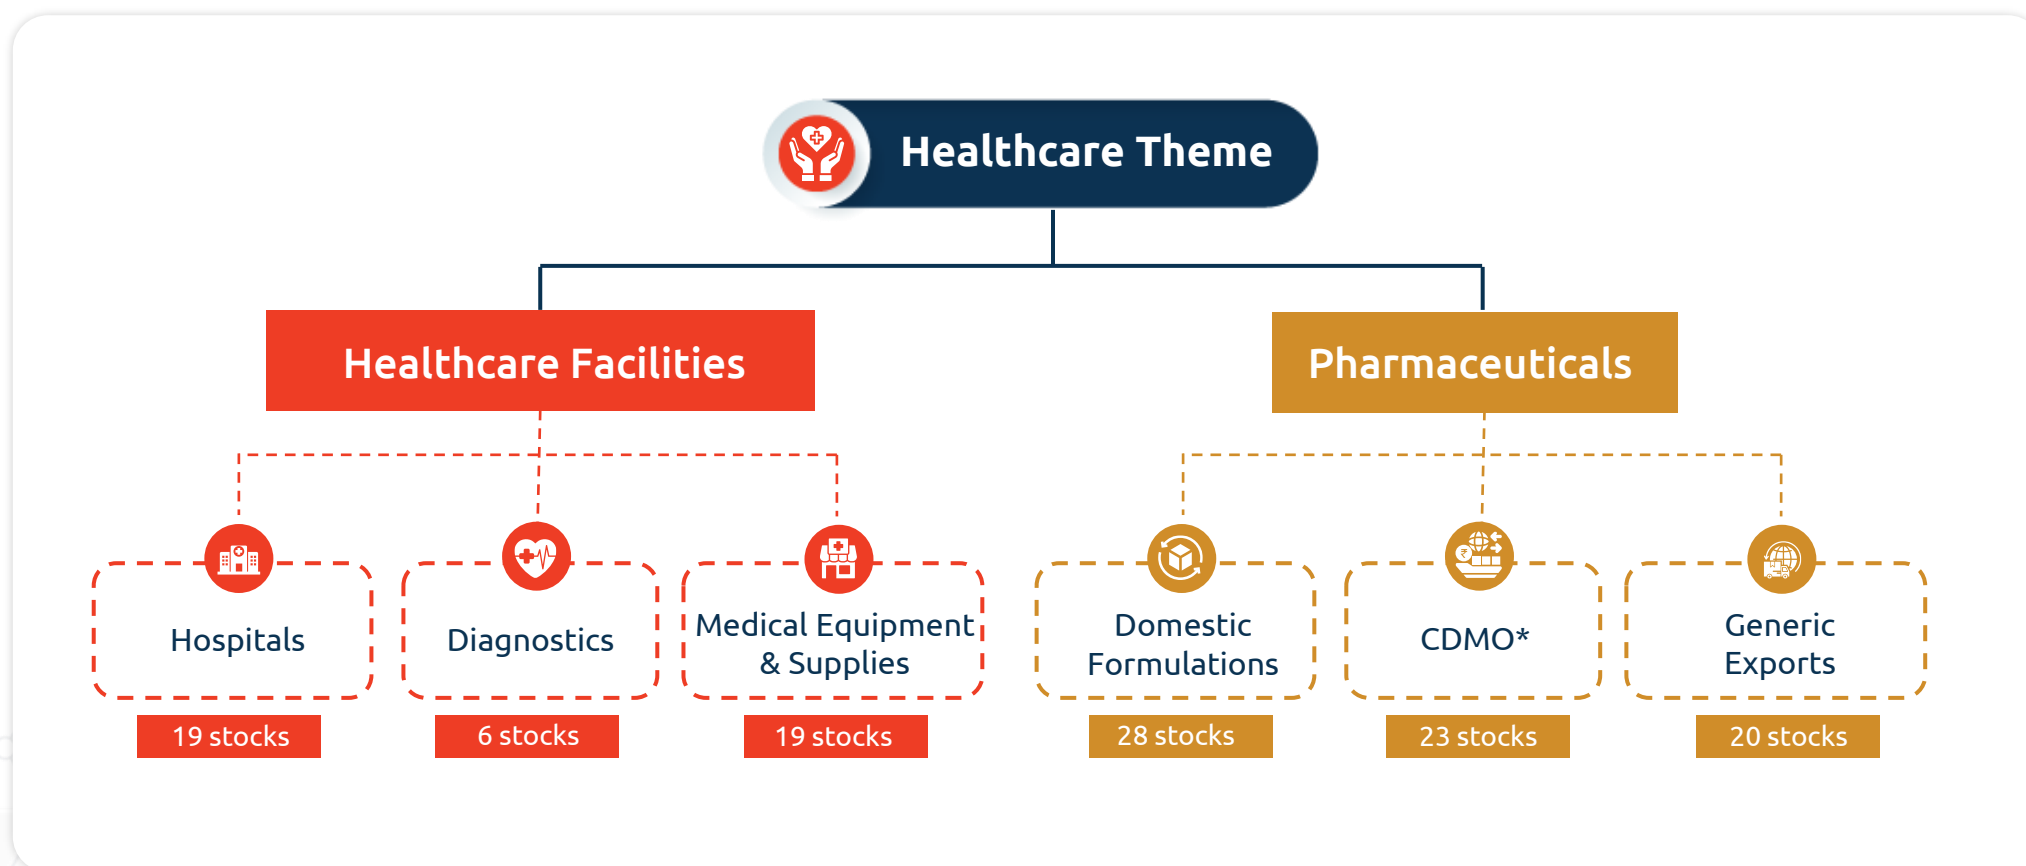 Healthcare Theme
Healthcare Facilities
Pharmaceuticals
Hospitals
Diagnostics
Medical Equipment
& Supplies
Domestic
Formulations
CDMO*
Generic
Exports
19 stocks
6 stocks
19 stocks
28 stocks
23 stocks
20 stocks